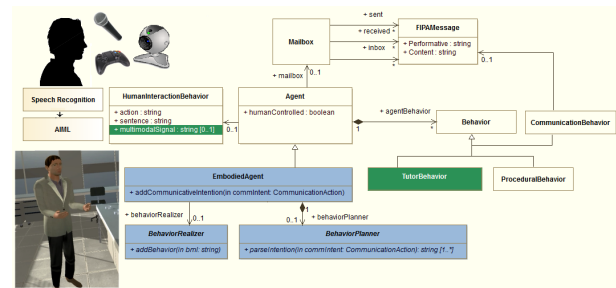 + sent
+ received *
+ inbox *
*
Mailbox
FIPAMessage
+ Performative : string
+ Content : string
0..1
+ mailbox
0..1
Speech Recognition
AIML
HumanInteractionBehavior
+ action : string
+ sentence : string
+ multimodalSignal : string [0..1]
0..1
Agent
+ humanControlled : boolean
1
+ agentBehavior
*
Behavior
CommunicationBehavior
TutorBehavior
ProceduralBehavior
EmbodiedAgent
+ addCommunicativeIntention(in commIntent: CommunicationAction)
+ behaviorRealizer
0..1
1
0..1
+ behaviorPlanner
BehaviorRealizer
+ addBehavior(in bml: string)
BehaviorPlanner
+ parseIntention(in commIntent: CommunicationAction): string [1..*]